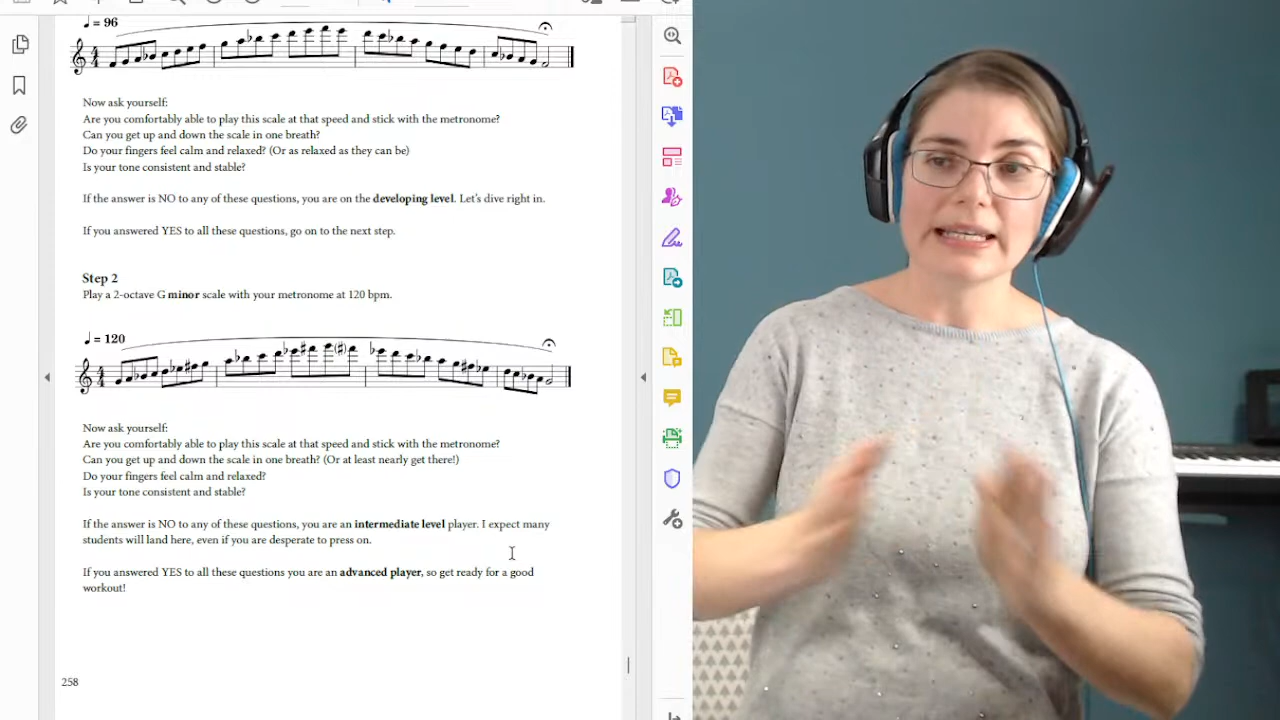 = 96
Now ask yourself:
Are you comfortably able to play this scale at that speed and stick with the metronome?
Can you get up and down the scale in one breath?
Do your fingers feel calm and relaxed? (Or as relaxed as they can be)
Is your tone consistent and stable?
If the answer is NO to any of these questions, you are on the developing level. Let's dive right in.
If you answered YES to all these questions, go on to the next step.
Step 2
Play a 2-octave G minor scale with your metronome at 120 bpm.
= 120
Now ask yourself:
Are you comfortably able to play this scale at that speed and stick with the metronome?
Can you get up and down the scale in one breath? (Or at least nearly get there!)
Do your fingers feel calm and relaxed?
Is your tone consistent and stable?
If the answer is NO to any of these questions, you are an intermediate level player. I expect many
students will land here, even if you are desperate to press on.
If you answered YES to all these questions you are an advanced player, so get ready for a good
workout!
258